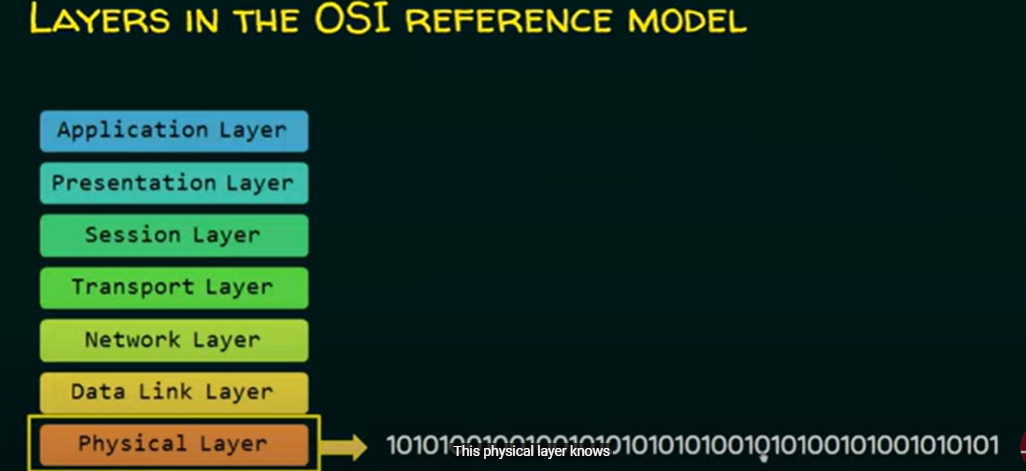 LAYERS IN THE OSI REFERENCE MODEL
Application Layer
Presentation Layer
Session Layer
Transport Layer
Network Layer
Data Link Layer
Physical Layer
This physical layer knows